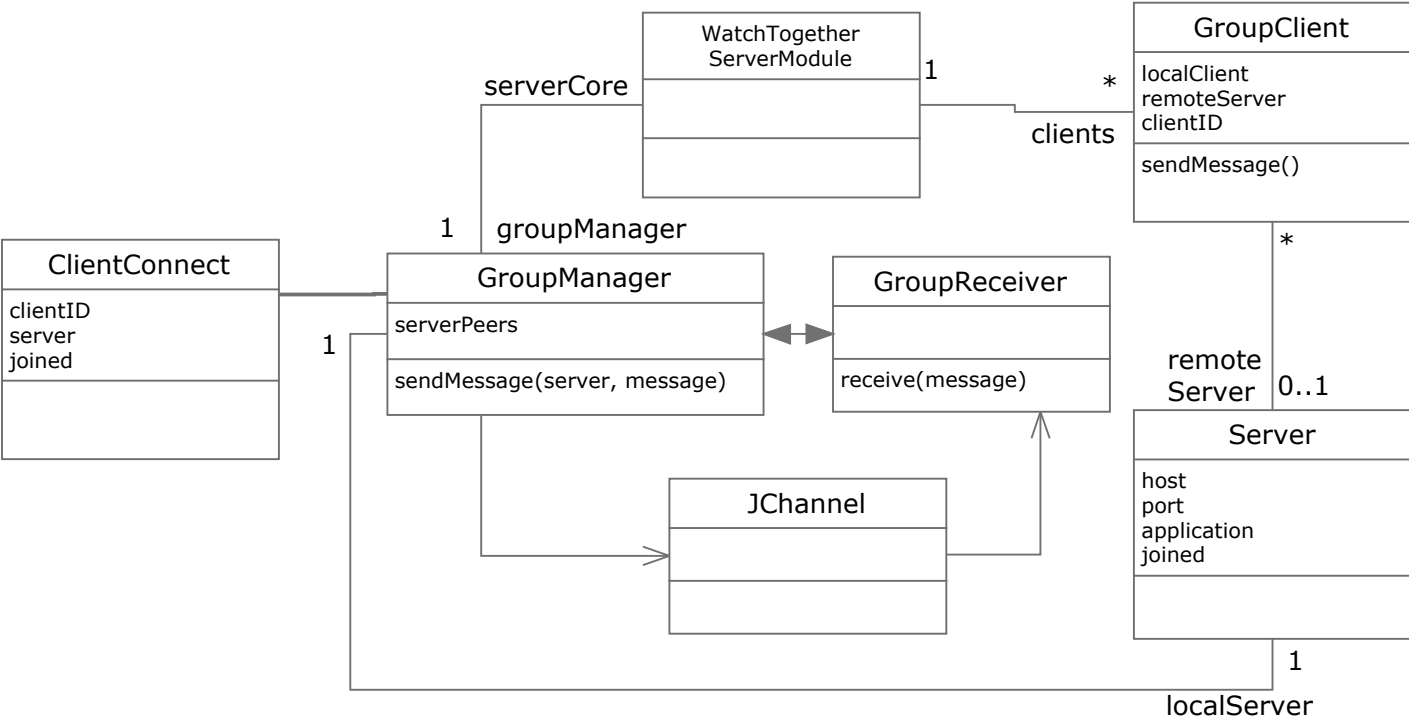 WatchTogether
ServerModule
1
serverCore
*
clients
GroupClient
localClient
remoteServer
clientID
sendMessage()
1
groupManager
ClientConnect
clientID
server
joined
GroupManager
serverPeers
sendMessage(server, message)
1
GroupReceiver
receive(message)
*
remote
Server
0..1
Server
host
port
application
joined
JChannel
1
localServer